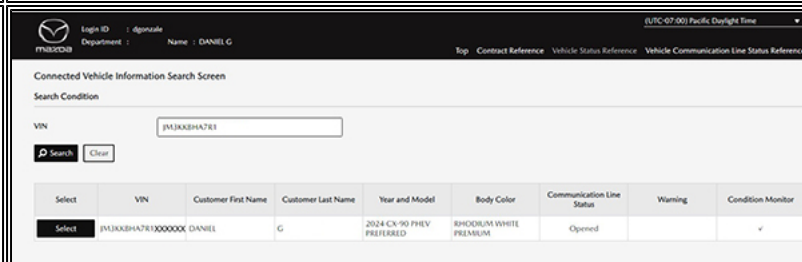 Login ID : dgonzale
(UTC-07:00) Pacific Daylight Time
mazda
Department : Name : DANIEL G
Top Contract Reference Vehicle Status Reference Vehicle Communication Line Status Reference
Connected Vehicle Information Search Screen
Search Condition
VIN JM3KKBHA7R1
Search Clear
Select VIN Customer First Name Customer Last Name Year and Model Body Color Communication Line Status Warning Condition Monitor
Select JM3KKBHA7R1XXXXXX DANIEL G 2024 CX-90 PHEV PREFERRED RHODIUM WHITE PREMIUM Opened